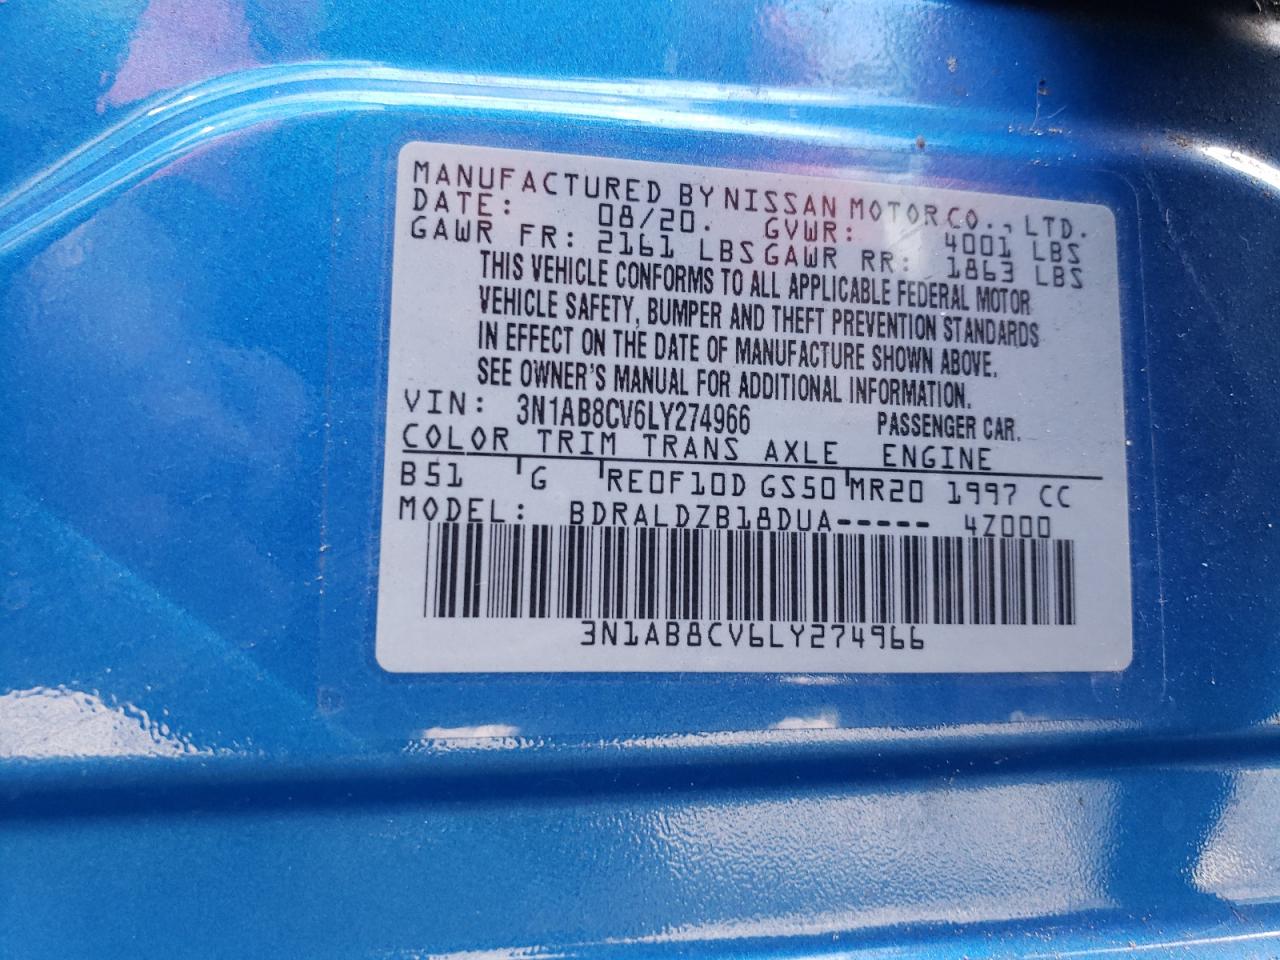 MANUFACTURED BY NISSAN MOTOR CO., LTD.
DATE: 08/20. GVWR: 4001 LBS
GAWR FR: 2161 LBS GAWR RR: 1863 LBS
THIS VEHICLE CONFORMS TO ALL APPLICABLE FEDERAL MOTOR
VEHICLE SAFETY, BUMPER AND THEFT PREVENTION STANDARDS
IN EFFECT ON THE DATE OF MANUFACTURE SHOWN ABOVE.
SEE OWNER'S MANUAL FOR ADDITIONAL INFORMATION.
VIN: 3N1AB8CV6LY274966 PASSENGER CAR.
COLOR TRIM TRANS AXLE ENGINE
B51 G RE0F10D GS50 MR20 1997 CC
MODEL: BDRALDZB18DUA----- 4Z000
3N1AB8CV6LY274966